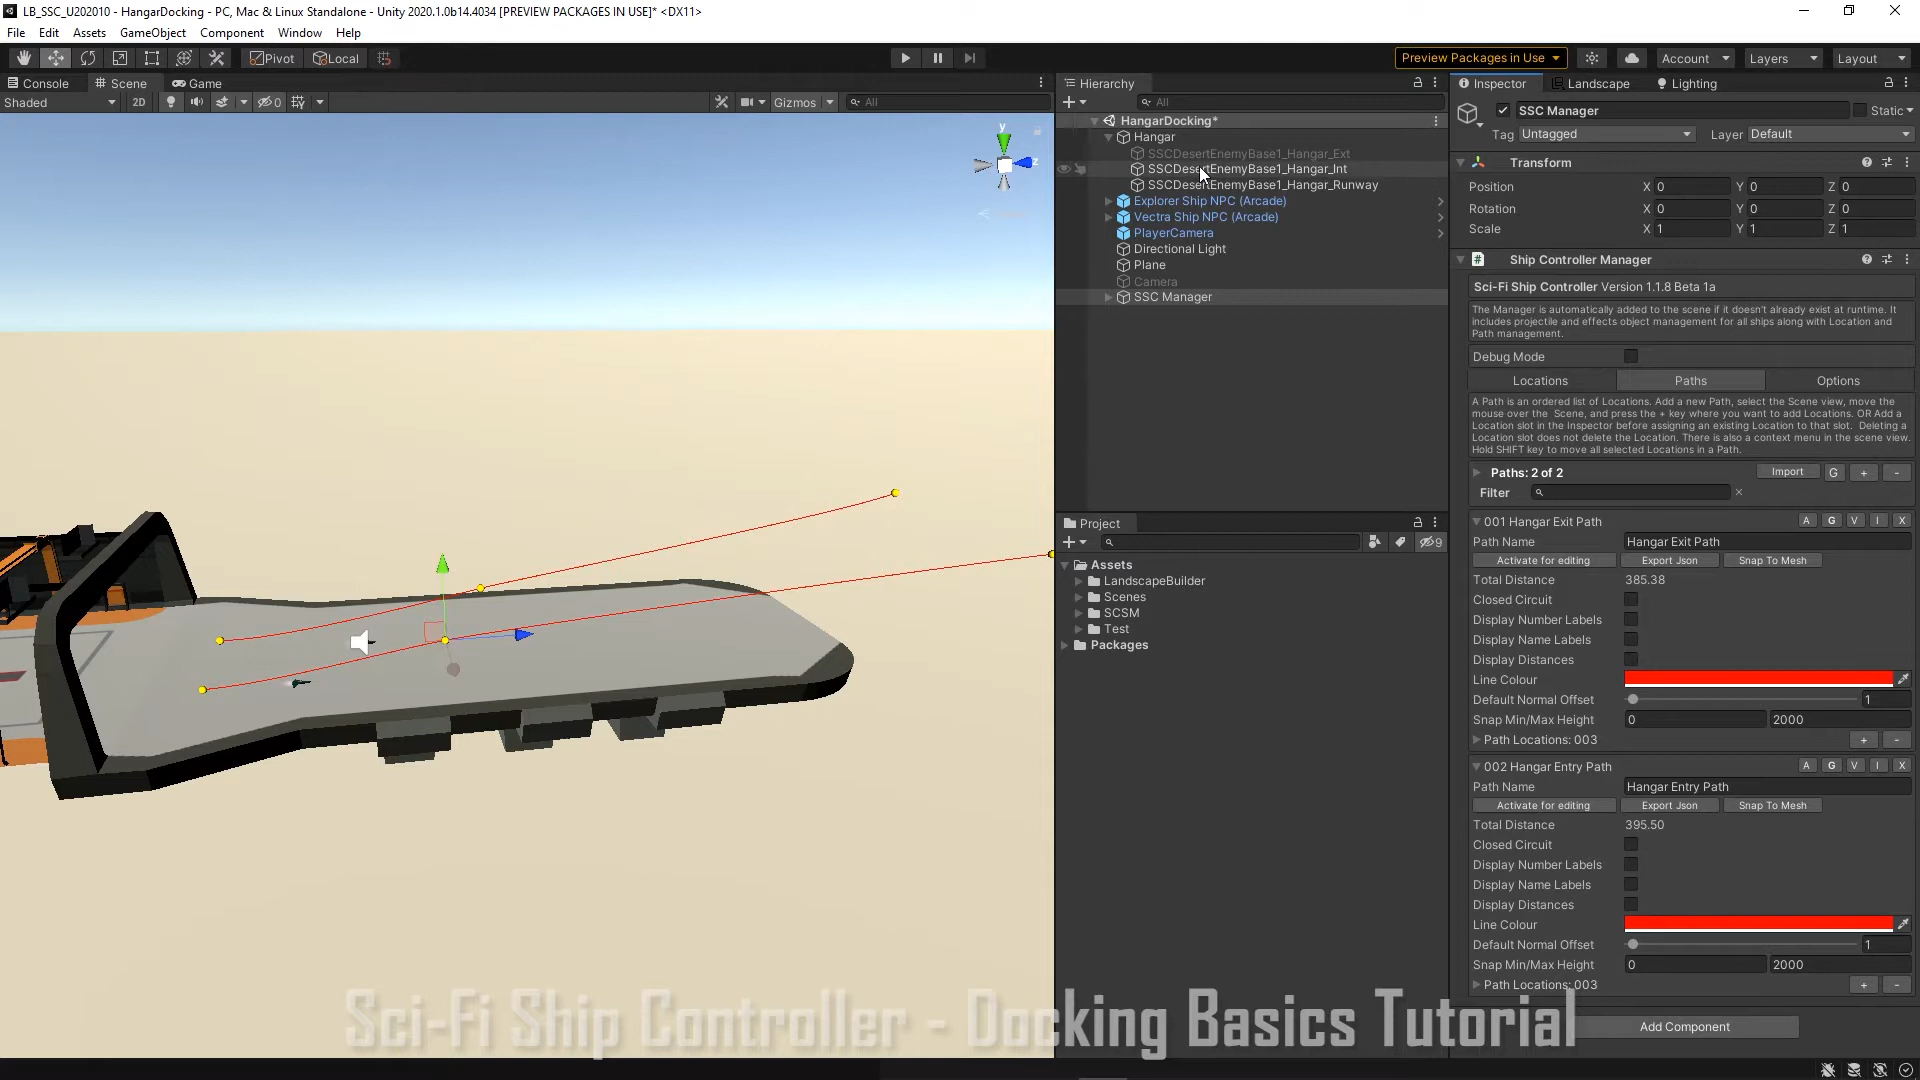 LB_SSC_U202010 - HangarDocking - PC, Mac & Linux Standalone - Unity 2020.1.0b14.4034 [PREVIEW PACKAGES IN USE]* <DX11>
File Edit Assets GameObject Component Window Help
Pivot Local Preview Packages in Use Account Layers Layout
Console Scene Game
Shaded 2D Gizmos All
y
z
Hierarchy
All
HangarDocking*
Hangar
SSCDesertEnemyBase1_Hangar_Ext
SSCDesertEnemyBase1_Hangar_Int
SSCDesertEnemyBase1_Hangar_Runway
Explorer Ship NPC (Arcade)
Vectra Ship NPC (Arcade)
PlayerCamera
Directional Light
Plane
Camera
SSC Manager
Project
9
Assets
LandscapeBuilder
Scenes
SCSM
Test
Packages
Inspector Landscape Lighting
SSC Manager Static
Tag Untagged Layer Default
Transform
Position X 0 Y 0 Z 0
Rotation X 0 Y 0 Z 0
Scale X 1 Y 1 Z 1
# Ship Controller Manager
Sci-Fi Ship Controller Version 1.1.8 Beta 1a
The Manager is automatically added to the scene if it doesn't already exist at runtime. It
includes projectile and effects object management for all ships along with Location and
Path management.
Debug Mode
Locations Paths Options
A Path is an ordered list of Locations. Add a new Path, select the Scene view, move the
mouse over the Scene, and press the + key where you want to add Locations. OR Add a
Location slot in the Inspector before assigning an existing Location to that slot. Deleting a
Location slot does not delete the Location. There is also a context menu in the scene view.
Hold SHIFT key to move all selected Locations in a Path.
Paths: 2 of 2 Import G + -
Filter
001 Hangar Exit Path A G V I X
Path Name Hangar Exit Path
Activate for editing Export Json Snap To Mesh
Total Distance 385.38
Closed Circuit
Display Number Labels
Display Name Labels
Display Distances
Line Colour
Default Normal Offset 1
Snap Min/Max Height 0 2000
Path Locations: 003 + -
002 Hangar Entry Path A G V I X
Path Name Hangar Entry Path
Activate for editing Export Json Snap To Mesh
Total Distance 395.50
Closed Circuit
Display Number Labels
Display Name Labels
Display Distances
Line Colour
Default Normal Offset 1
Snap Min/Max Height 0 2000
Path Locations: 003 + -
Add Component
Sci-Fi Ship Controller - Docking Basics Tutorial